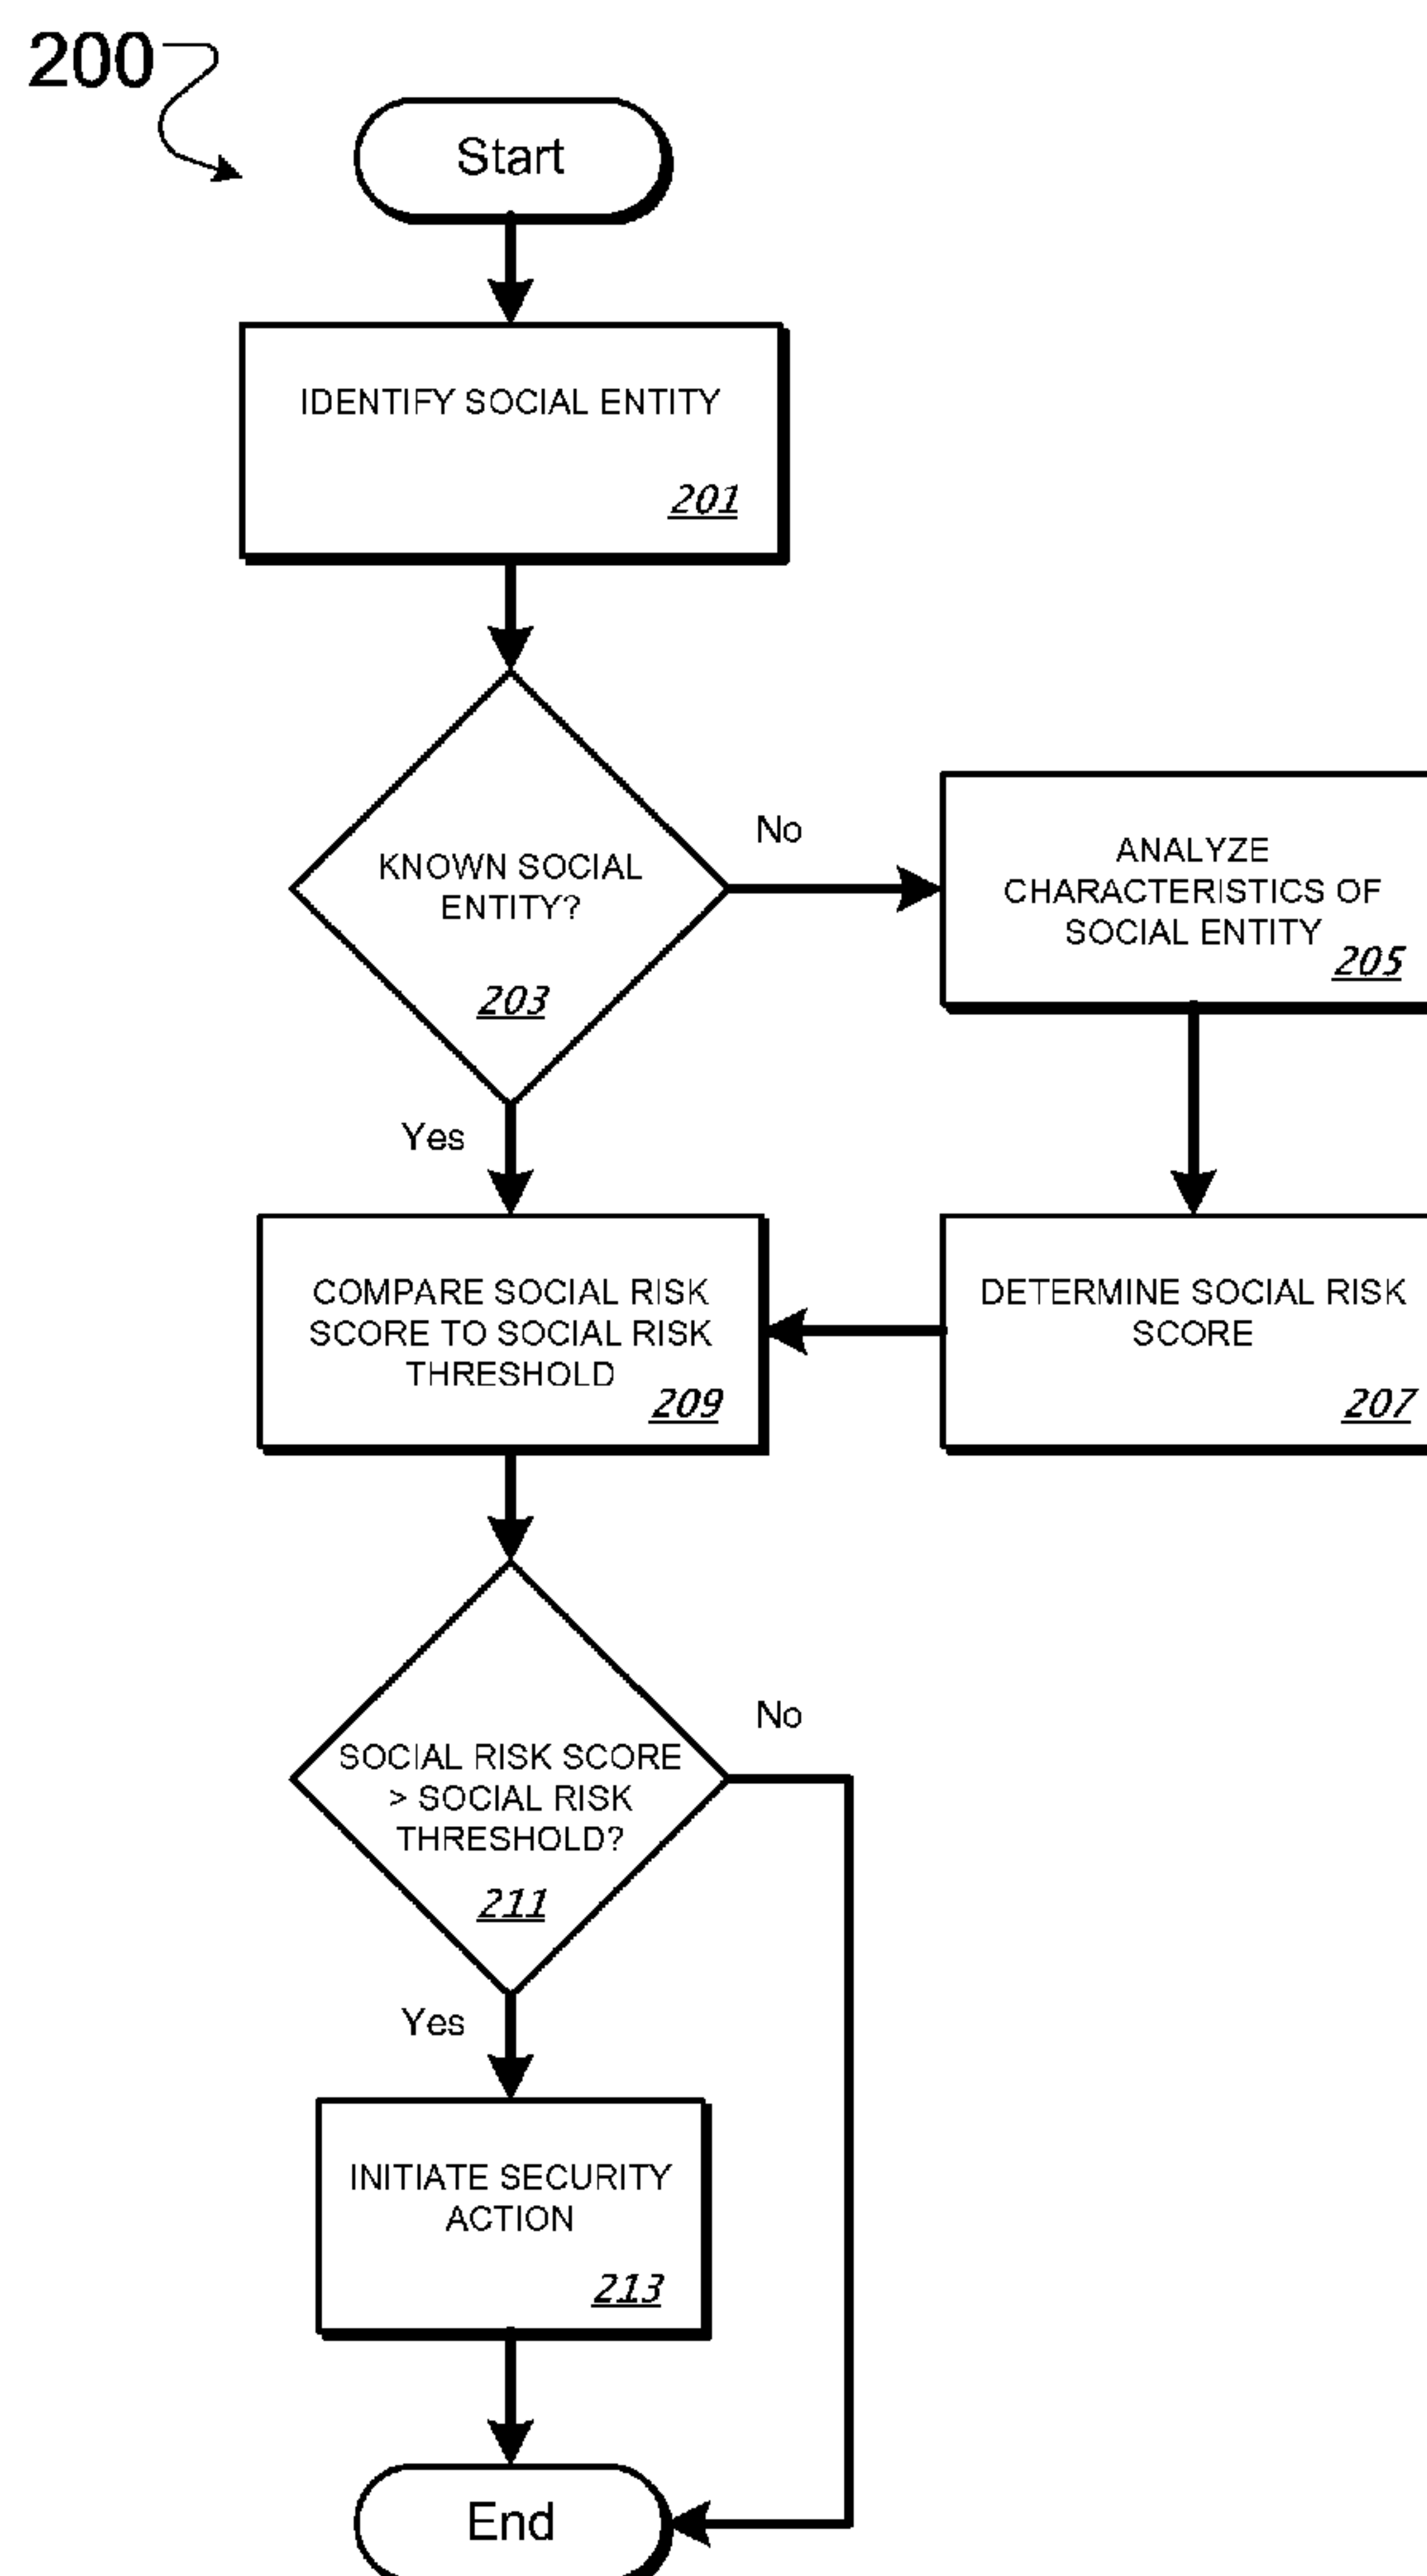 200
Start
IDENTIFY SOCIAL ENTITY
201
KNOWN SOCIAL
ENTITY?
203
No
ANALYZE
CHARACTERISTICS OF
SOCIAL ENTITY
205
Yes
COMPARE SOCIAL RISK
SCORE TO SOCIAL RISK
THRESHOLD
209
DETERMINE SOCIAL RISK
SCORE
207
SOCIAL RISK SCORE
> SOCIAL RISK
THRESHOLD?
211
No
Yes
INITIATE SECURITY
ACTION
213
End